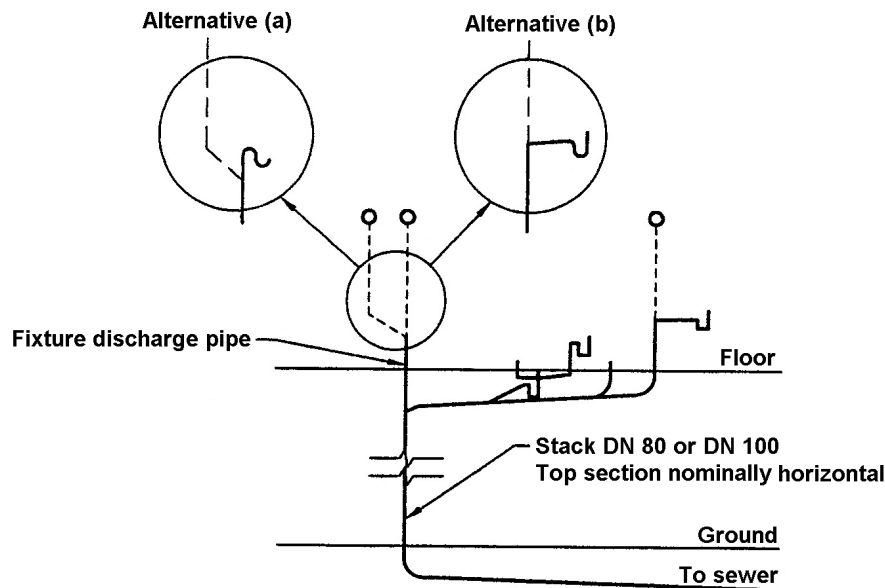 Alternative (a)
Alternative (b)
Fixture discharge pipe
Floor
Stack DN 80 or DN 100
Top section nominally horizontal
Ground
To sewer